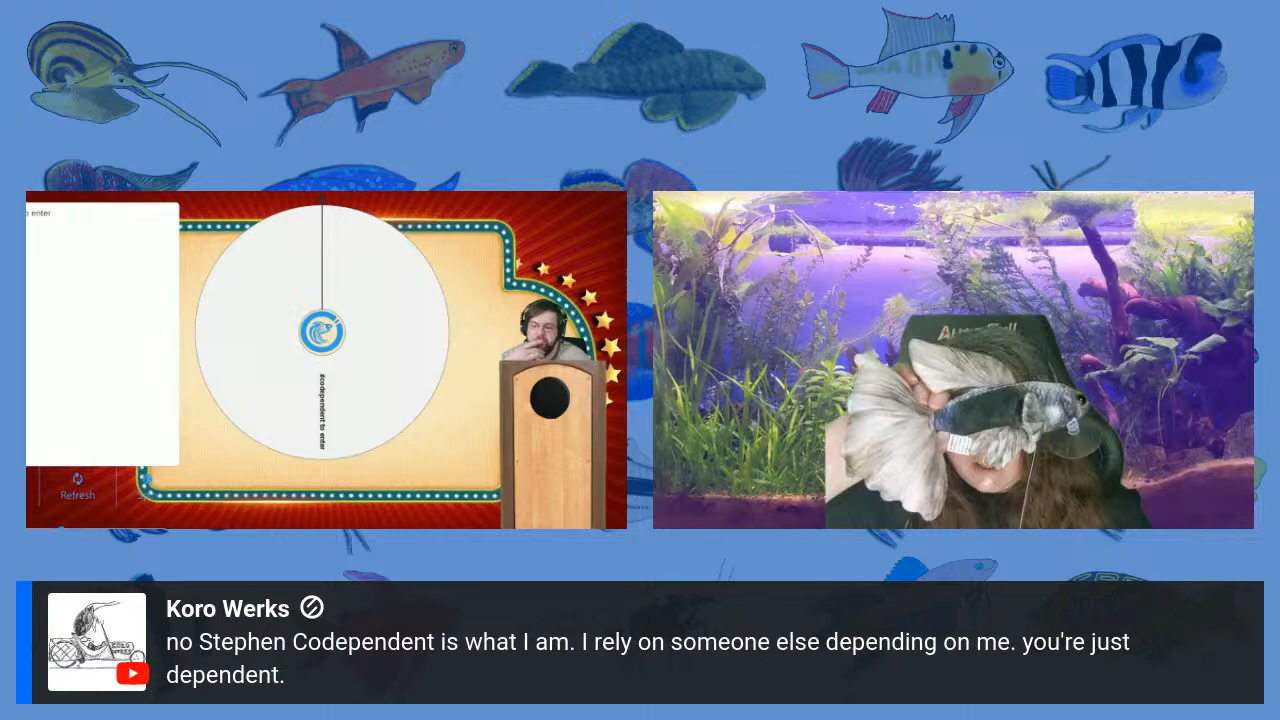 enter
#codependent to enter
Refresh
Koro Werks
no Stephen Codependent is what I am. I rely on someone else depending on me. you're just
dependent.